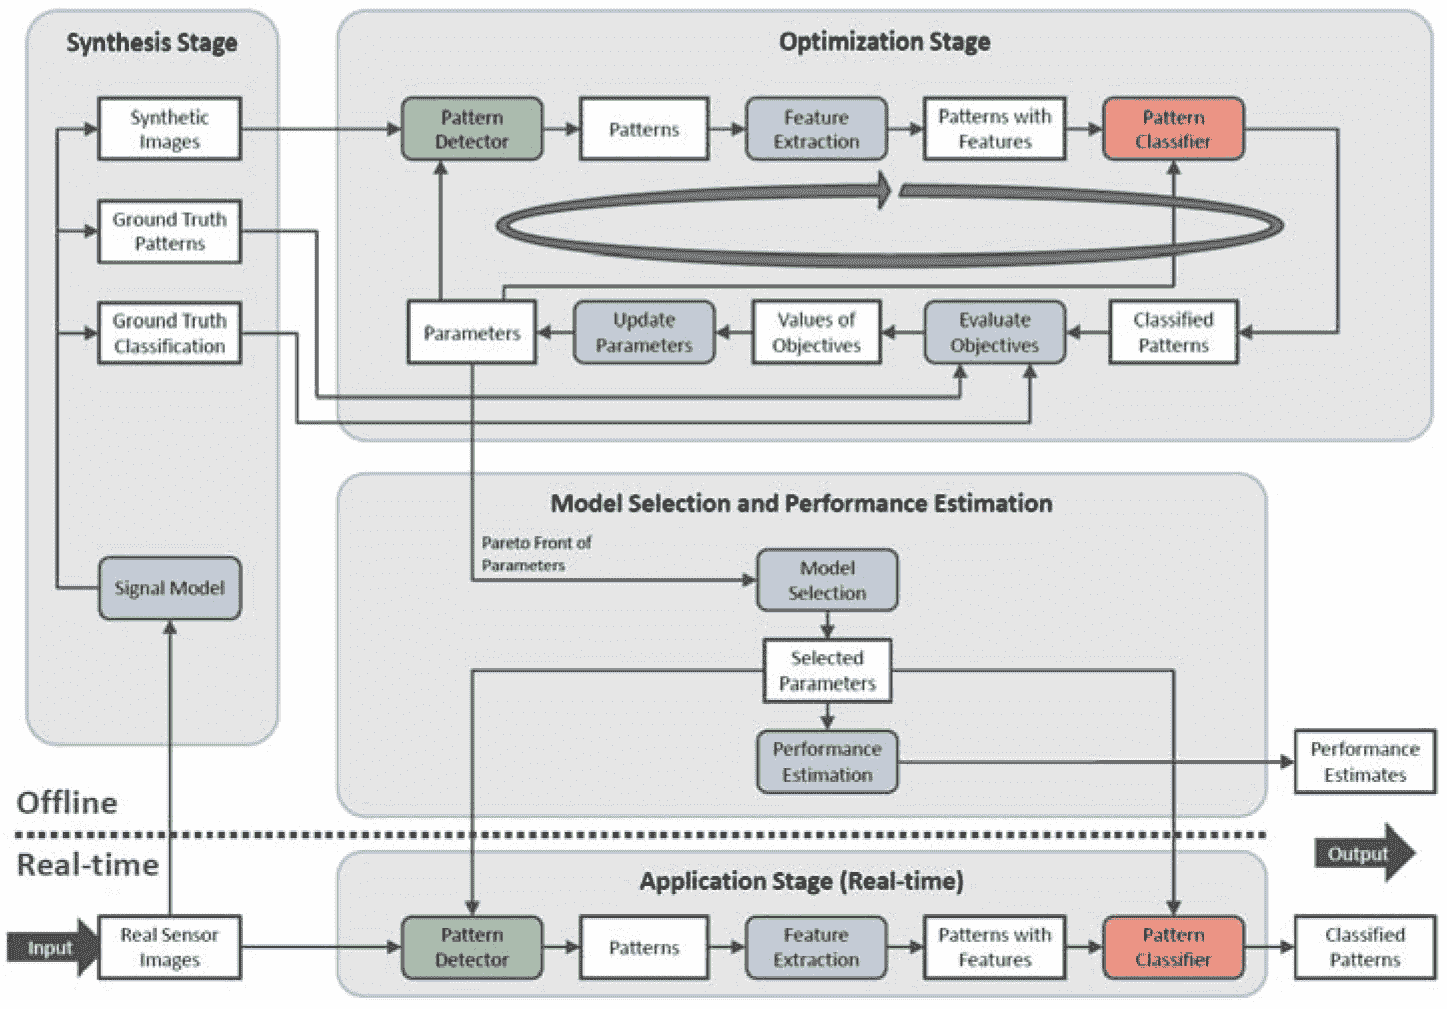 Synthesis Stage
Synthetic
Images
Ground Truth
Patterns
Ground Truth
Classification
Signal Model
Optimization Stage
Pattern
Detector
Patterns
Feature
Extraction
Patterns with
Features
Pattern
Classifier
Parameters
Update
Parameters
Values of
Objectives
Evaluate
Objectives
Classified
Patterns
Model Selection and Performance Estimation
Pareto Front of
Parameters
Model
Selection
Selected
Parameters
Performance
Estimation
Performance
Estimates
Offline
Real-time
Output
Application Stage (Real-time)
Input
Real Sensor
Images
Pattern
Detector
Patterns
Feature
Extraction
Patterns with
Features
Pattern
Classifier
Classified
Patterns